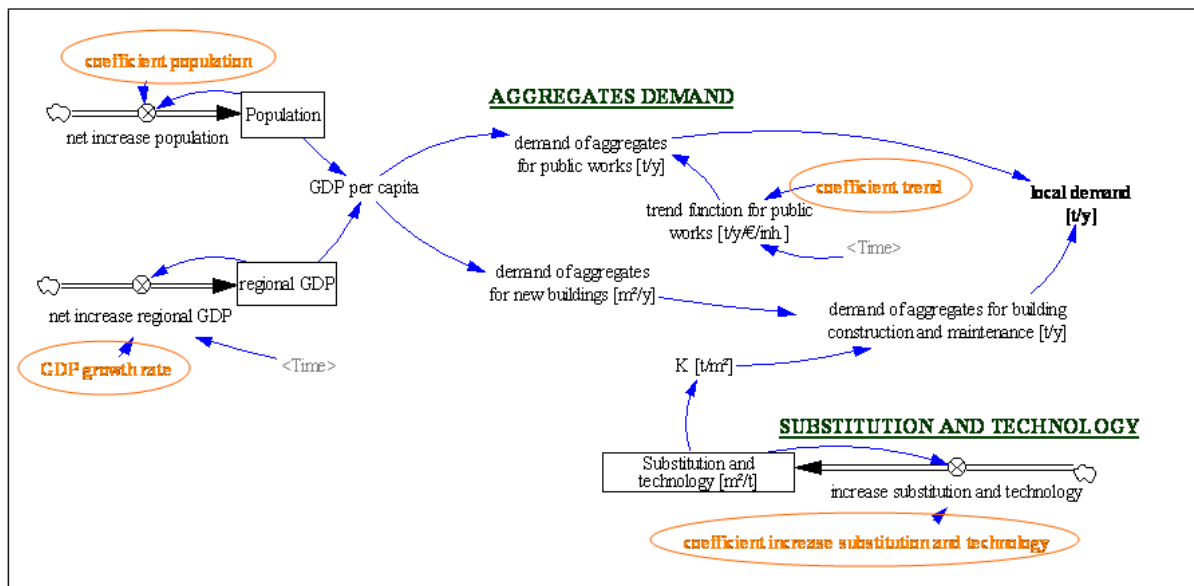 coefficient population
Population
net increase population
AGGREGATES DEMAND
demand of aggregates
for public works [t/y]
GDP per capita
coefficient trend
local demand
[t/y]
trend function for public
works [t/y/€/inh.]
<Time>
regional GDP
demand of aggregates
for new buildings [m²/y]
net increase regional GDP
demand of aggregates for building
construction and maintenance [t/y]
GDP growth rate
<Time>
K [t/m²]
SUBSTITUTION AND TECHNOLOGY
Substitution and
technology [m²/t]
increase substitution and technology
coefficient increase substitution and technology